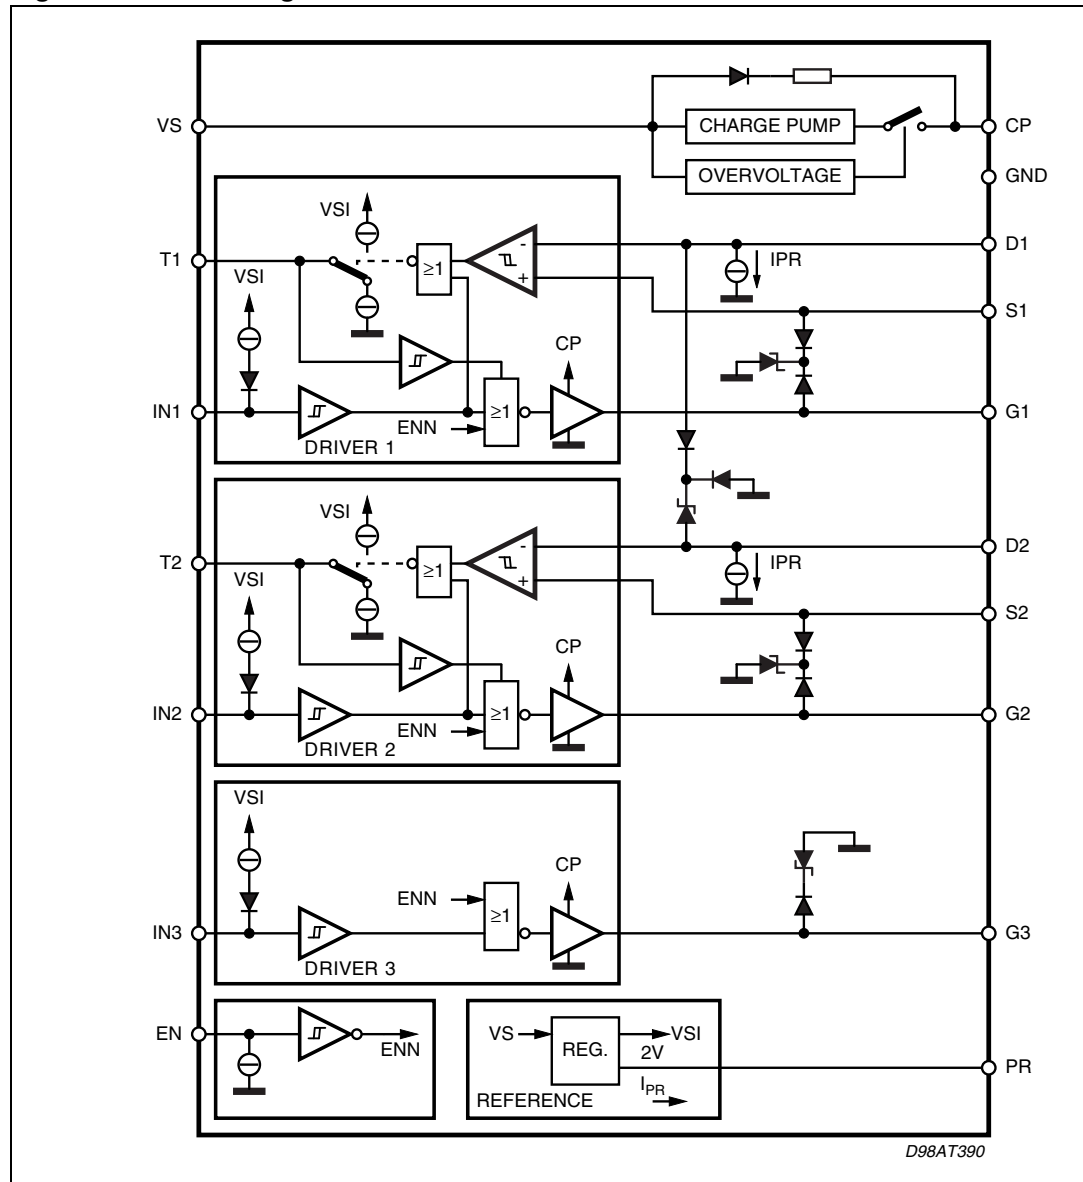 VS
CHARGE PUMP
CP
OVERVOLTAGE
GND
VSI
T1
VSI
≥1
-
+
IPR
D1
S1
CP
IN1
ENN
≥1
DRIVER 1
G1
VSI
T2
VSI
≥1
-
+
IPR
D2
S2
CP
IN2
ENN
≥1
DRIVER 2
G2
VSI
CP
ENN
≥1
IN3
DRIVER 3
G3
EN
ENN
VS
REG.
VSI
2V
PR
IPR
REFERENCE
D98AT390